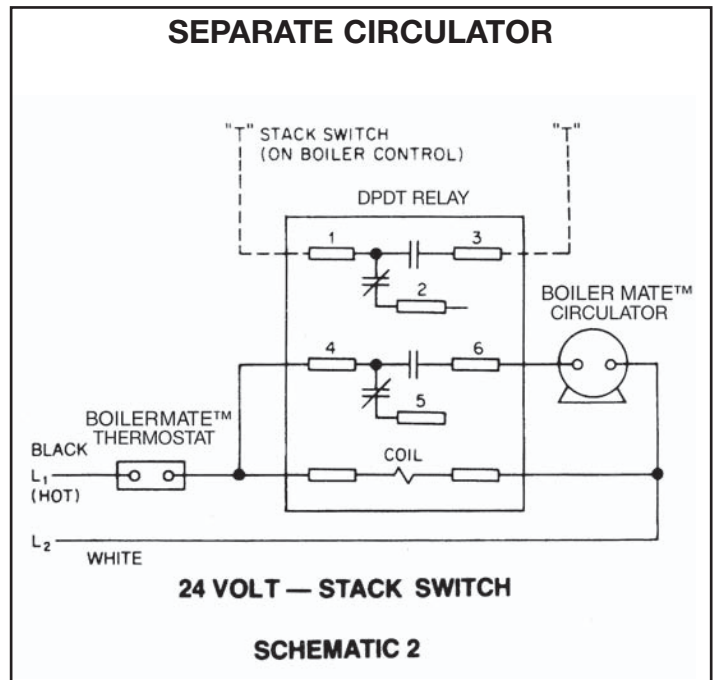 SEPARATE CIRCULATOR
"T" STACK SWITCH "T"
(ON BOILER CONTROL)
DPDT RELAY
1 3
2
BOILER MATE™
CIRCULATOR
4 6
5
BOILERMATE™
THERMOSTAT
BLACK
COIL
L₁
(HOT)
L₂
WHITE
24 VOLT — STACK SWITCH
SCHEMATIC 2